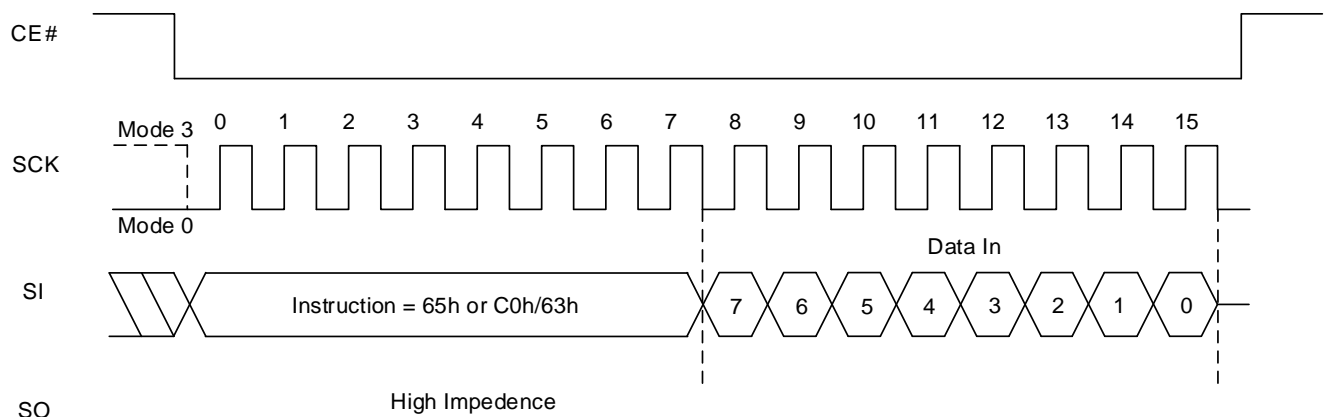 CE#
Mode 3
0 1 2 3 4 5 6 7 8 9 10 11 12 13 14 15
SCK
Mode 0
Data In
SI
Instruction = 65h or C0h/63h
7 6 5 4 3 2 1 0
High Impedence
SO